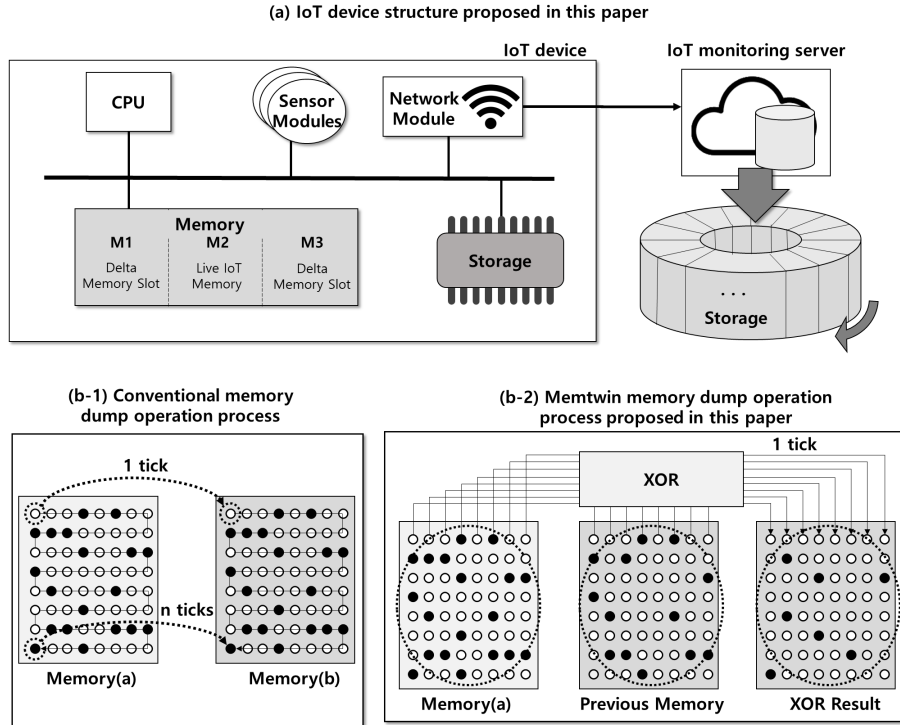 (a) IoT device structure proposed in this paper
IoT device
IoT monitoring server
CPU
Sensor
Modules
Network
Module
Memory
M1
M2
M3
Delta
Memory Slot
Live IoT
Memory
Delta
Memory Slot
Storage
. . .
Storage
(b-1) Conventional memory
dump operation process
1 tick
n ticks
Memory(a)
Memory(b)
(b-2) Memtwin memory dump operation
process proposed in this paper
1 tick
XOR
Memory(a)
Previous Memory
XOR Result